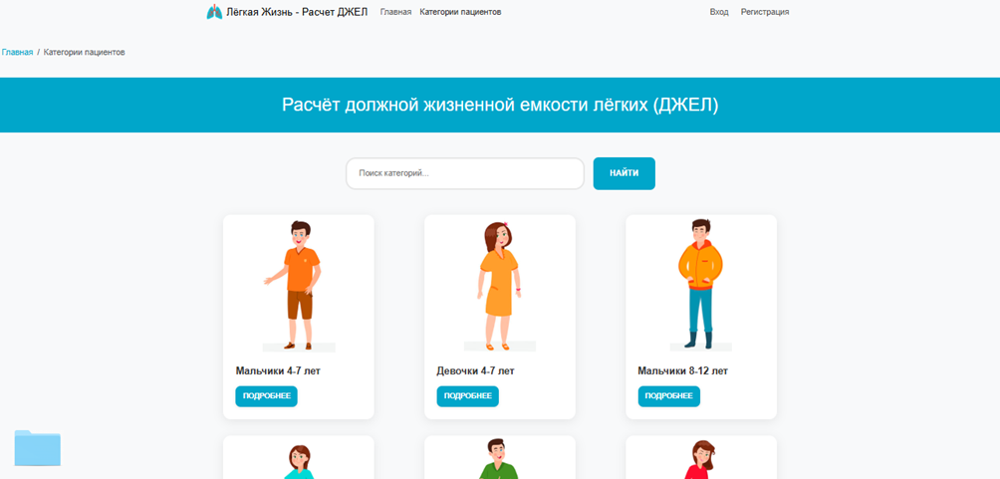 Лёгкая Жизнь - Расчет ДЖЕЛ Главная Категории пациентов Вход Регистрация
Главная / Категории пациентов
Расчёт должной жизненной емкости лёгких (ДЖЕЛ)
Поиск категорий... НАЙТИ
Мальчики 4-7 лет Девочки 4-7 лет Мальчики 8-12 лет
ПОДРОБНЕЕ ПОДРОБНЕЕ ПОДРОБНЕЕ